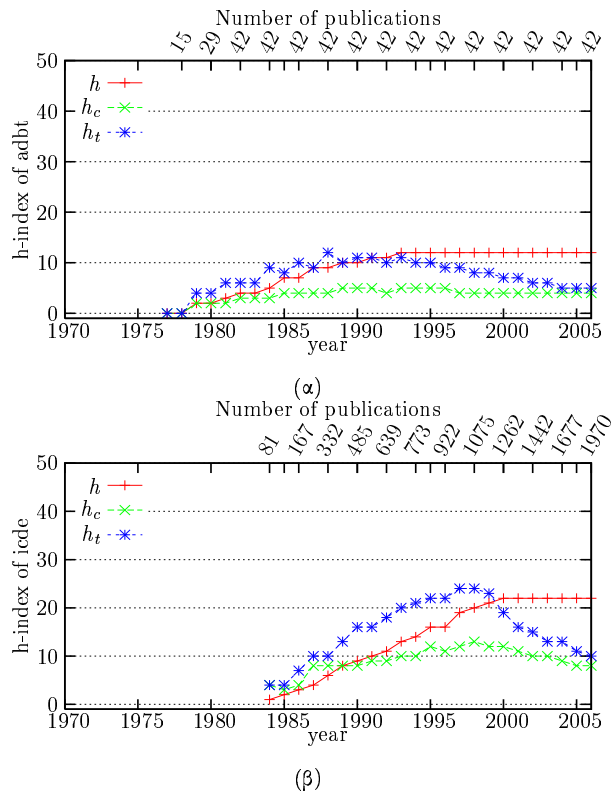 Number of publications
15 29 42 42 42 42 42 42 42 42 42 42 42 42
50
40
30
20
10
0
h-index of adbt
h
h_c
h_t
1970 1975 1980 1985 1990 1995 2000 2005
year
(α)
Number of publications
81 167 332 485 639 773 922 1075 1262 1442 1677 1970
50
40
30
20
10
0
h-index of icde
h
h_c
h_t
1970 1975 1980 1985 1990 1995 2000 2005
year
(β)